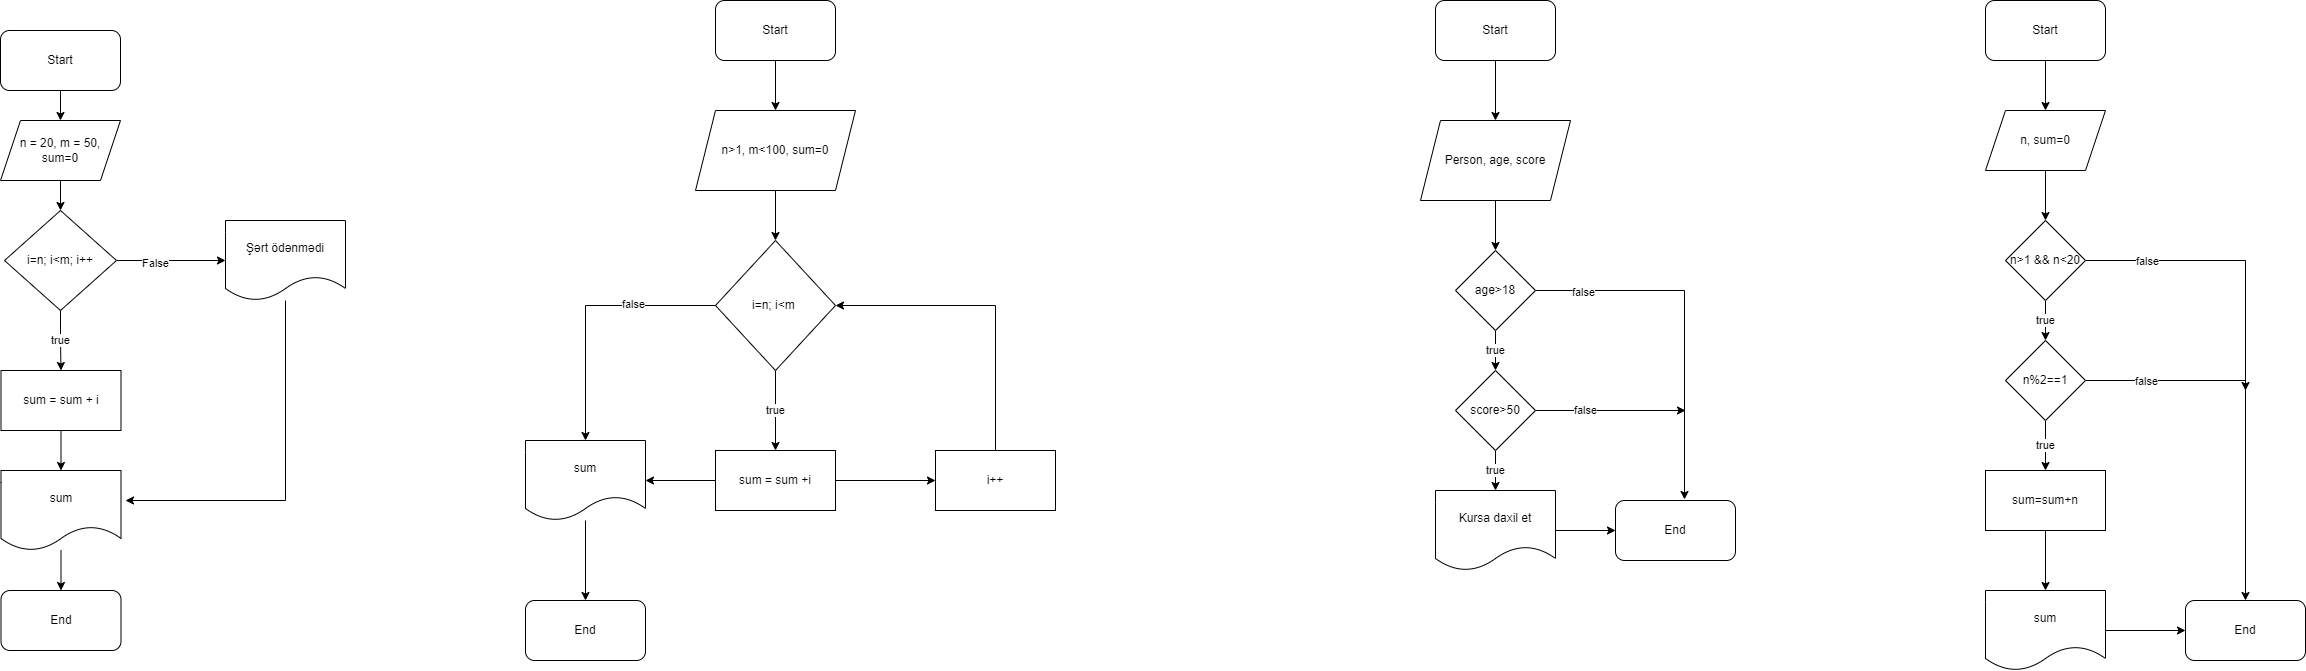 Start
n = 20, m = 50,
sum=0
i=n; i<m; i++
False
Şərt ödənmədi
true
sum = sum + i
sum
End
Start
n>1, m<100, sum=0
i=n; i<m
false
true
sum
sum = sum +i
i++
End
Start
Person, age, score
age>18
false
true
score>50
false
true
Kursa daxil et
End
Start
n, sum=0
n>1 && n<20
false
true
n%2==1
false
true
sum=sum+n
sum
End